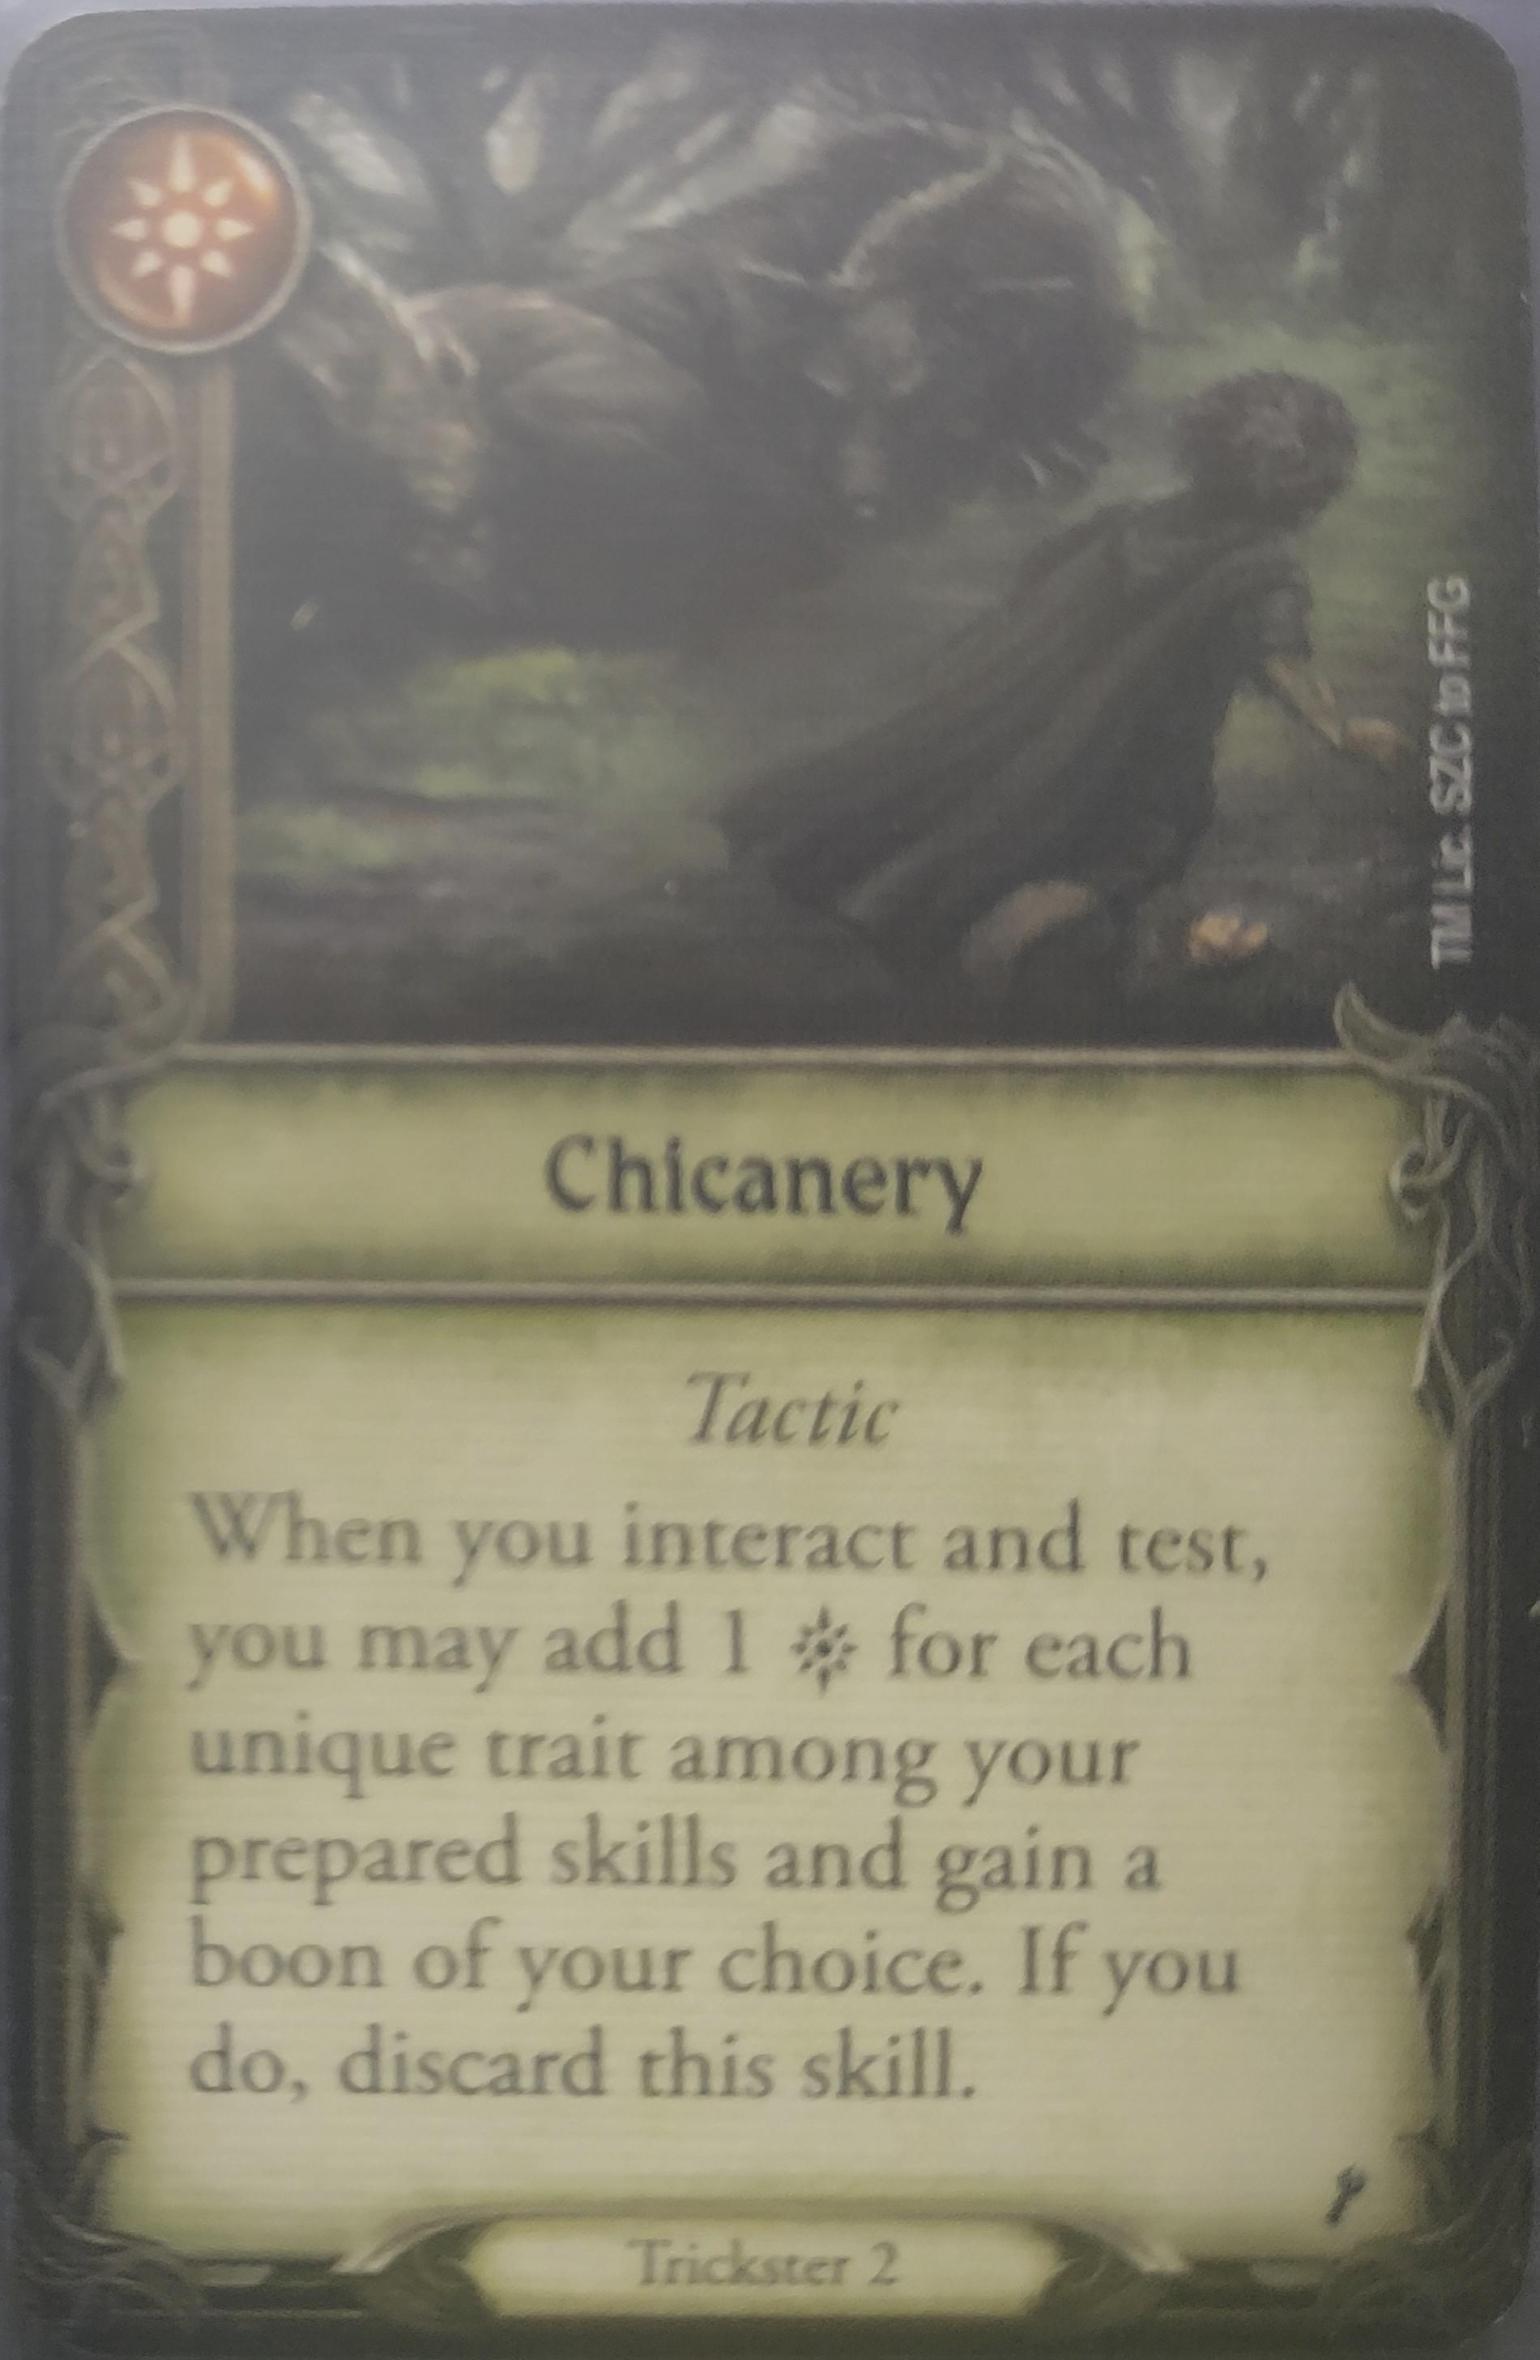 TM Lic. SZC to FFG
Chicanery
Tactic
When you interact and test,
you may add 1 for each
unique trait among your
prepared skills and gain a
boon of your choice. If you
do, discard this skill.
Trickster 2